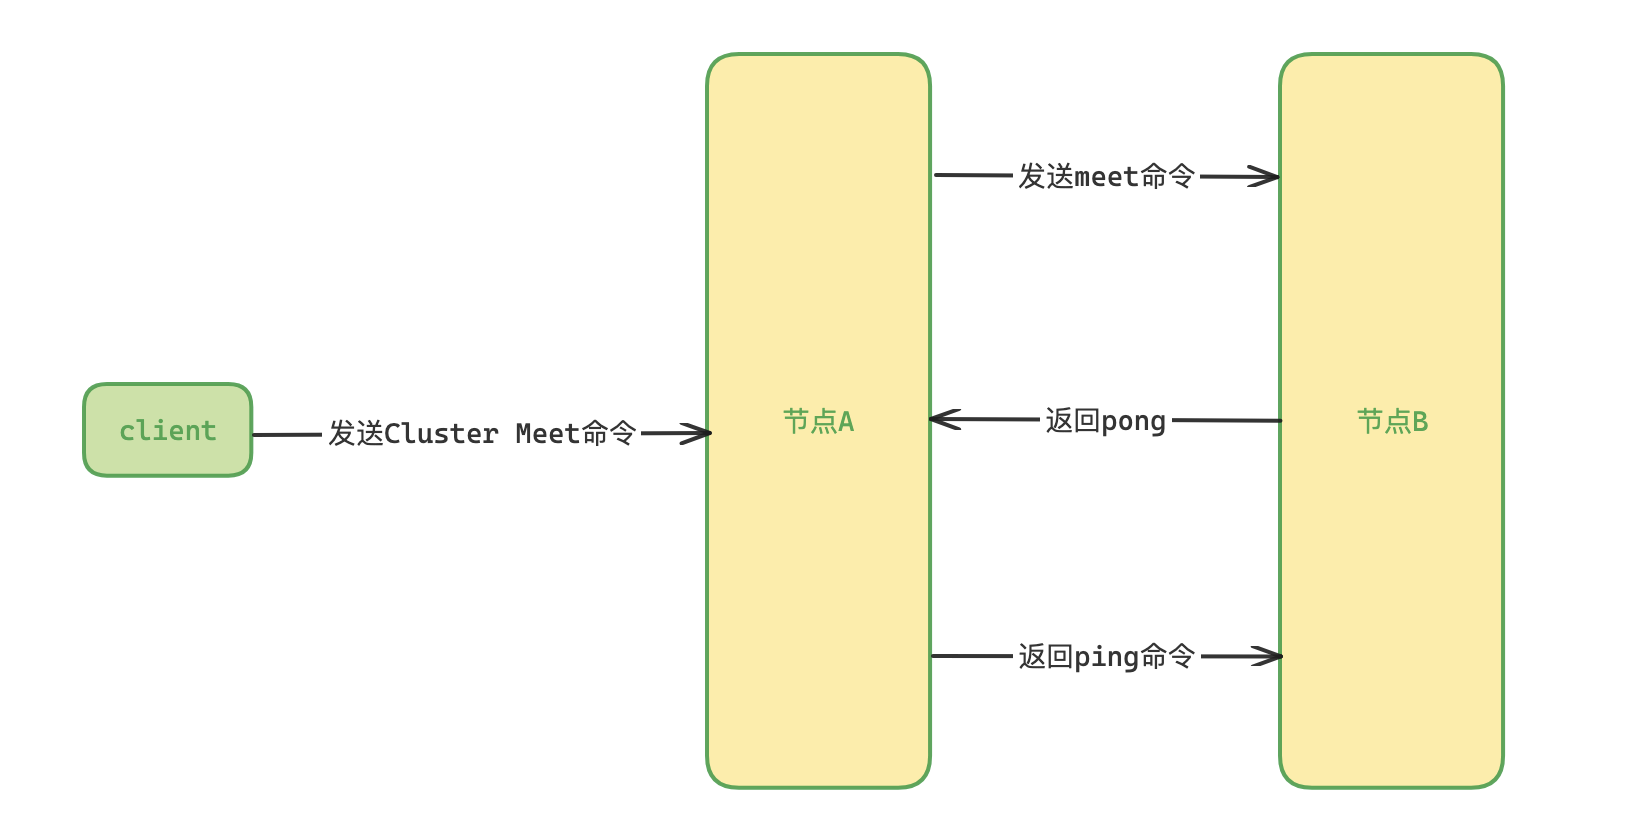 client
发送Cluster Meet命令
节点A
发送meet命令
返回pong
返回ping命令
节点B